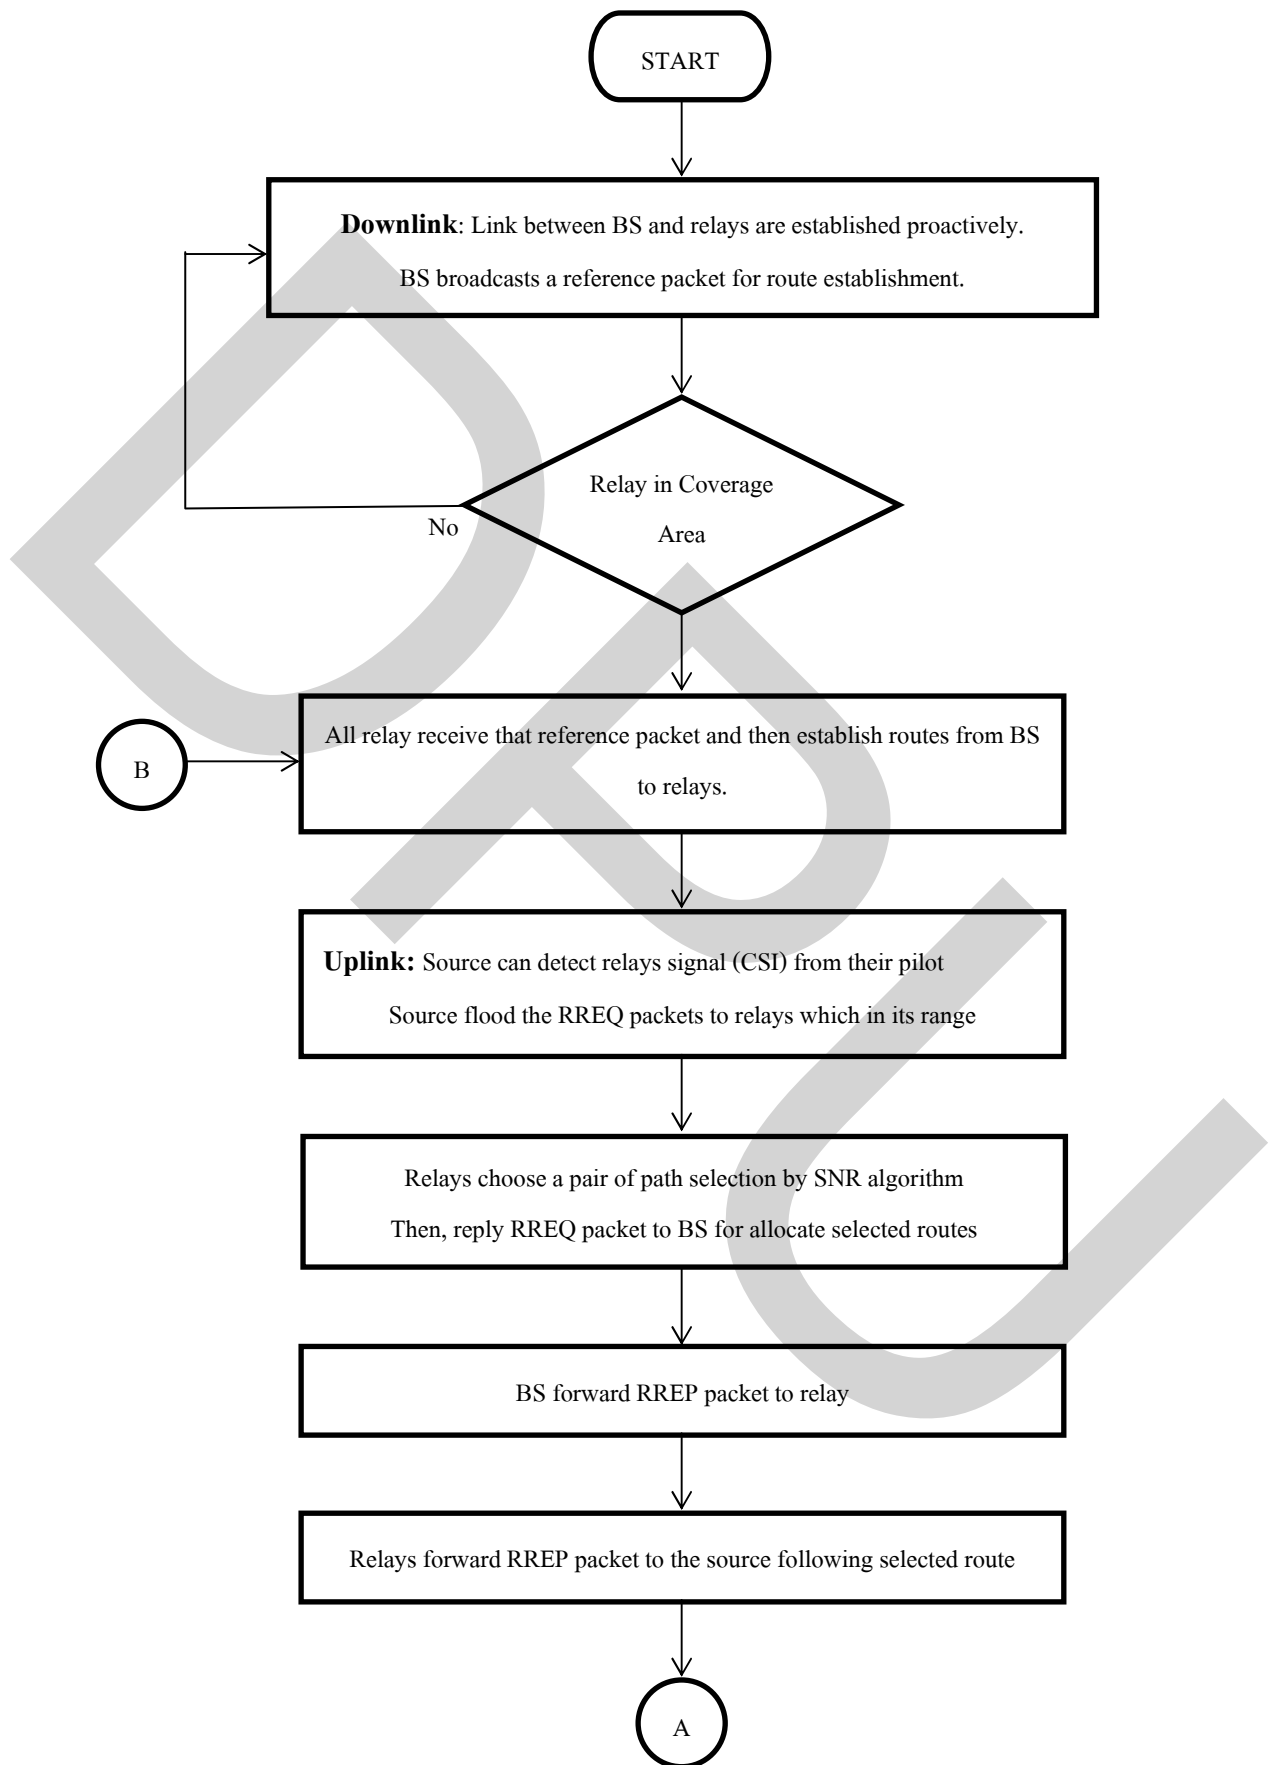 START
Downlink: Link between BS and relays are established proactively.
BS broadcasts a reference packet for route establishment.
Relay in Coverage
Area
No
All relay receive that reference packet and then establish routes from BS
to relays.
B
Uplink: Source can detect relays signal (CSI) from their pilot
Source flood the RREQ packets to relays which in its range
Relays choose a pair of path selection by SNR algorithm
Then, reply RREQ packet to BS for allocate selected routes
BS forward RREP packet to relay
Relays forward RREP packet to the source following selected route
A
DPU